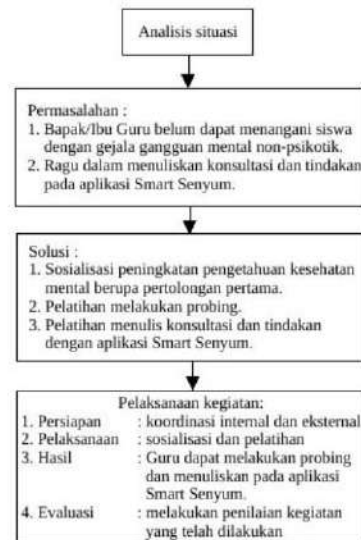 Analisis situasi
Permasalahan :
1. Bapak/Ibu Guru belum dapat menangani siswa
dengan gejala gangguan mental non-psikotik.
2. Ragu dalam menuliskan konsultasi dan tindakan
pada aplikasi Smart Senyum.
Solusi :
1. Sosialisasi peningkatan pengetahuan kesehatan
mental berupa pertolongan pertama.
2. Pelatihan melakukan probing.
3. Pelatihan menulis konsultasi dan tindakan
dengan aplikasi Smart Senyum.
Pelaksanaan kegiatan:
1. Persiapan : koordinasi internal dan eksternal
2. Pelaksanaan : sosialisasi dan pelatihan
3. Hasil : Guru dapat melakukan probing
dan menuliskan pada aplikasi
Smart Senyum.
4. Evaluasi : melakukan penilaian kegiatan
yang telah dilakukan